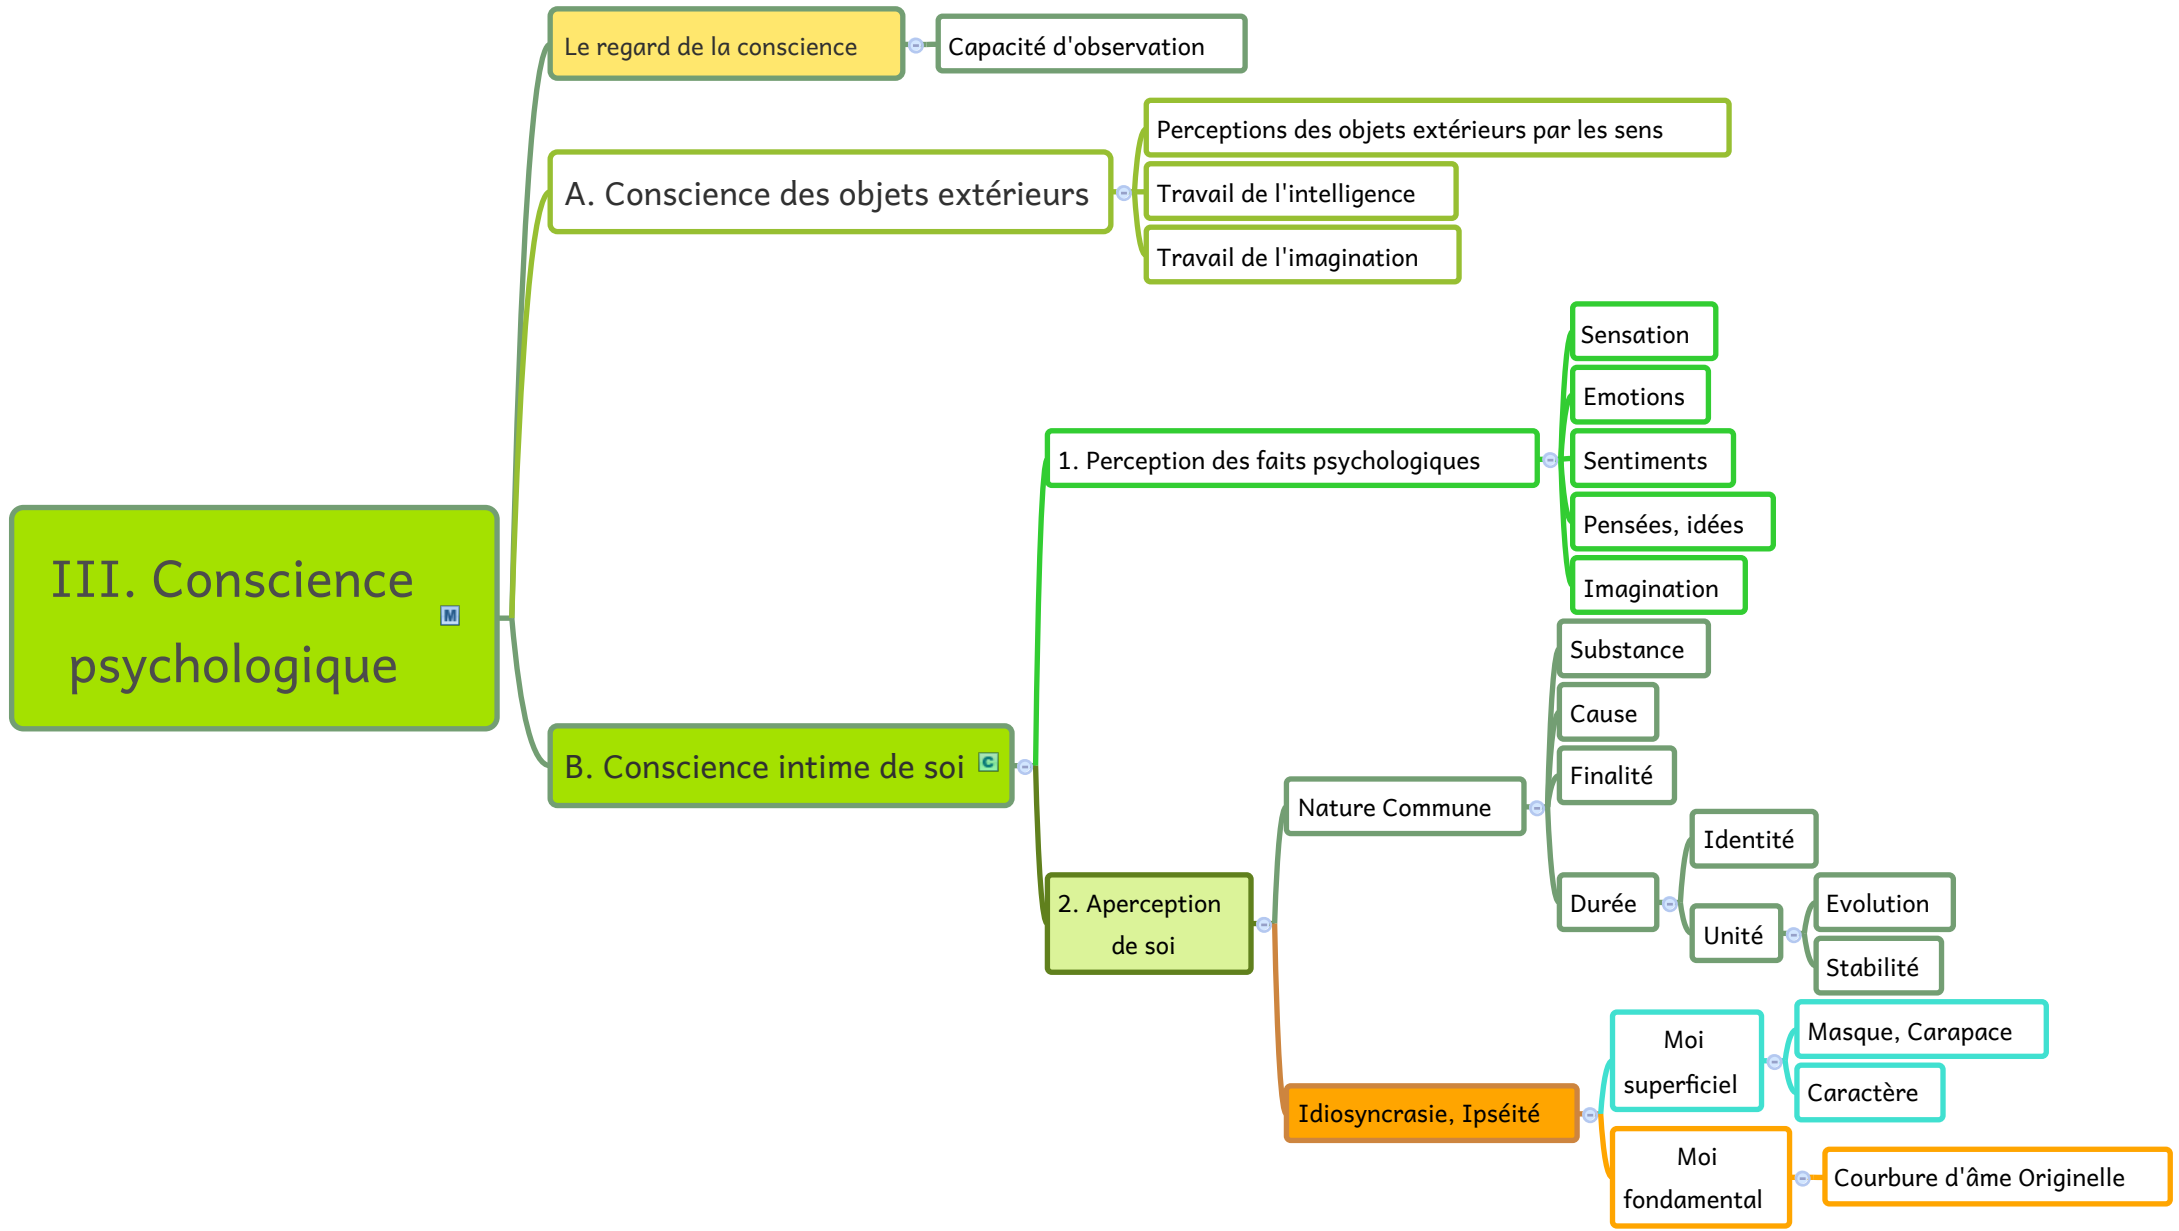 Le regard de la conscience
Capacité d'observation
A. Conscience des objets extérieurs
Perceptions des objets extérieurs par les sens
Travail de l'intelligence
Travail de l'imagination
III. Conscience
psychologique
M
B. Conscience intime de soi
C
1. Perception des faits psychologiques
Sensation
Emotions
Sentiments
Pensées, idées
Imagination
2. Aperception
de soi
Nature Commune
Substance
Cause
Finalité
Durée
Identité
Unité
Evolution
Stabilité
Idiosyncrasie, Ipséité
Moi
superficiel
Masque, Carapace
Caractère
Moi
fondamental
Courbure d'âme Originelle